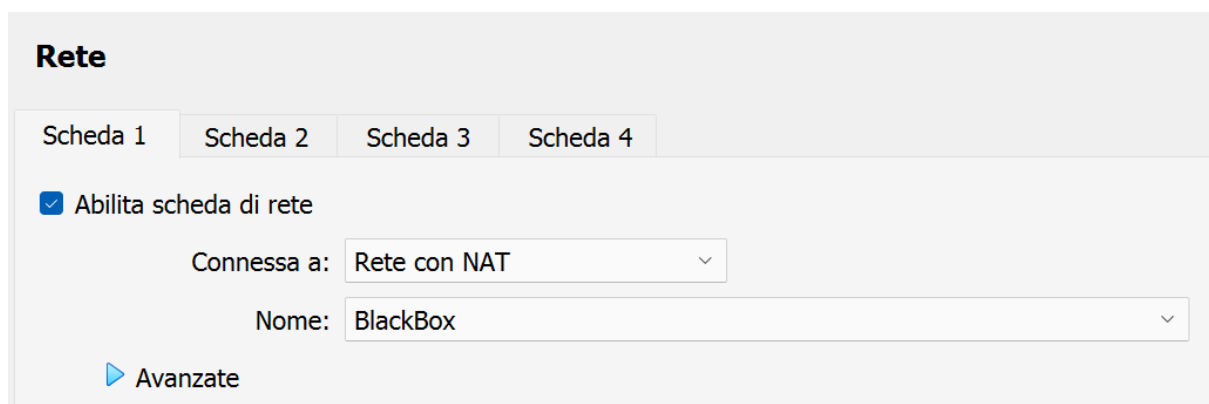 Rete
Scheda 1 Scheda 2 Scheda 3 Scheda 4
Abilita scheda di rete
Connessa a: Rete con NAT
Nome: BlackBox
Avanzate